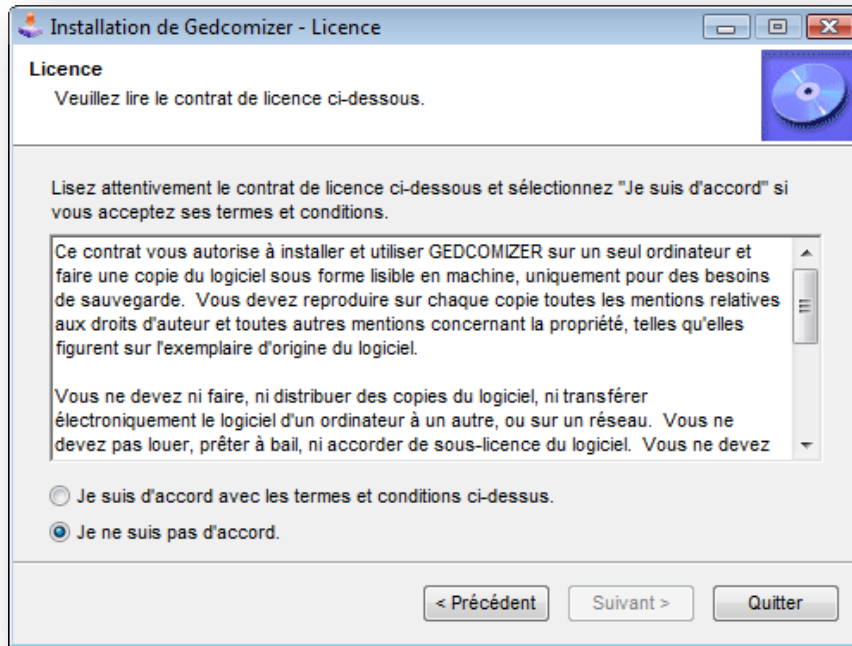 Installation de Gedcomizer - Licence
Licence
Veuillez lire le contrat de licence ci-dessous.
Lisez attentivement le contrat de licence ci-dessous et sélectionnez "Je suis d'accord" si
vous acceptez ses termes et conditions.
Ce contrat vous autorise à installer et utiliser GEDCOMIZER sur un seul ordinateur et
faire une copie du logiciel sous forme lisible en machine, uniquement pour des besoins
de sauvegarde.  Vous devez reproduire sur chaque copie toutes les mentions relatives
aux droits d'auteur et toutes autres mentions concernant la propriété, telles qu'elles
figurent sur l'exemplaire d'origine du logiciel.
Vous ne devez ni faire, ni distribuer des copies du logiciel, ni transférer
électroniquement le logiciel d'un ordinateur à un autre, ou sur un réseau.  Vous ne
devez pas louer, prêter à bail, ni accorder de sous-licence du logiciel.  Vous ne devez
Je suis d'accord avec les termes et conditions ci-dessus.
Je ne suis pas d'accord.
< Précédent Suivant > Quitter